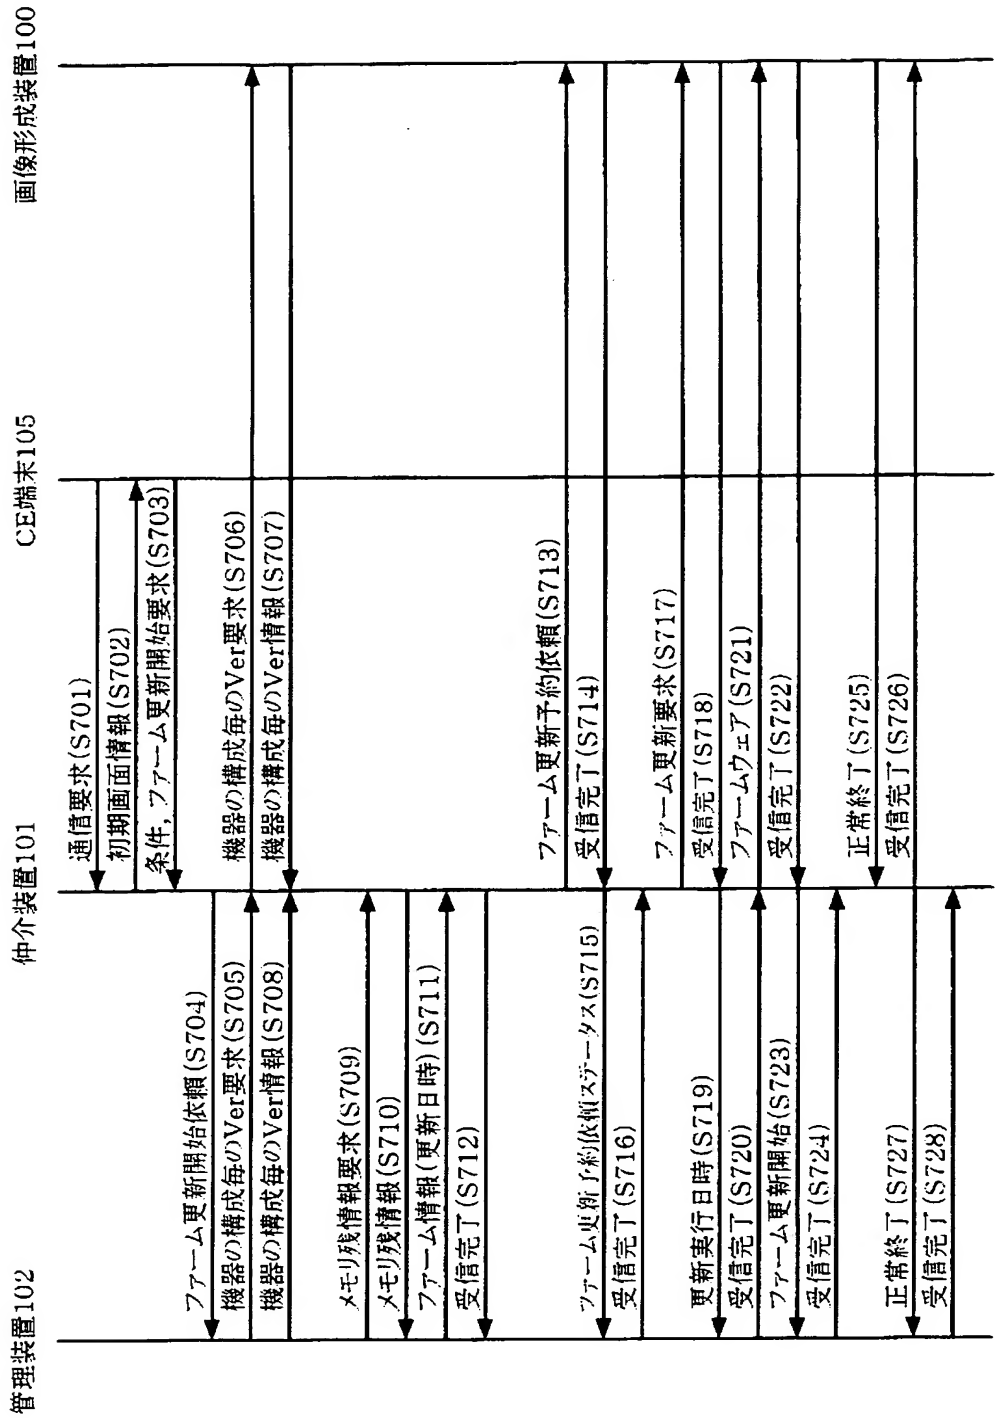 管理装置102
仲介装置101
CE端末105
画像形成装置100
通信要求(S701)
初期画面情報(S702)
条件,ファーム更新開始要求(S703)
ファーム更新開始依頼(S704)
機器の構成毎のVer要求(S705)
機器の構成毎のVer要求(S706)
機器の構成毎のVer情報(S707)
機器の構成毎のVer情報(S708)
メモリ残情報要求(S709)
メモリ残情報(S710)
ファーム情報(更新日時)(S711)
受信完了(S712)
ファーム更新予約依頼(S713)
受信完了(S714)
ファーム更新予約依頼ステータス(S715)
受信完了(S716)
ファーム更新要求(S717)
受信完了(S718)
更新実行日時(S719)
受信完了(S720)
ファームウェア(S721)
受信完了(S722)
ファーム更新開始(S723)
受信完了(S724)
正常終了(S725)
受信完了(S726)
正常終了(S727)
受信完了(S728)